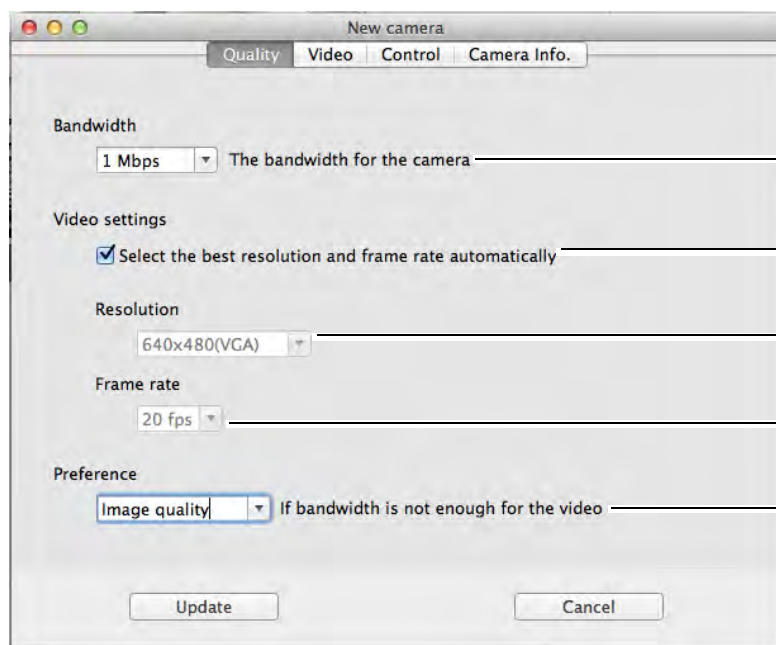 New camera
Quality Video Control Camera Info.
Bandwidth
1 Mbps The bandwidth for the camera
Video settings
Select the best resolution and frame rate automatically
Resolution
640x480(VGA)
Frame rate
20 fps
Preference
Image quality If bandwidth is not enough for the video
Update Cancel